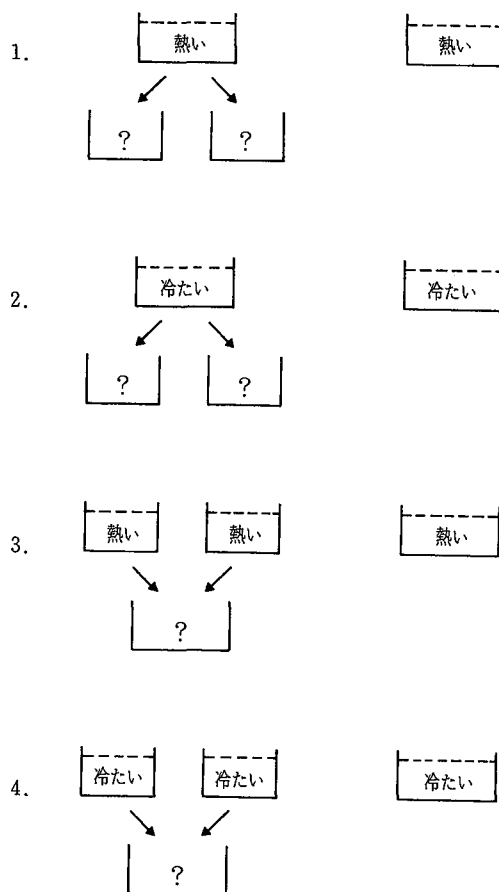 1. 熱い 熱い
? ?
2. 冷たい 冷たい
? ?
3. 熱い 熱い 熱い
?
4. 冷たい 冷たい 冷たい
?